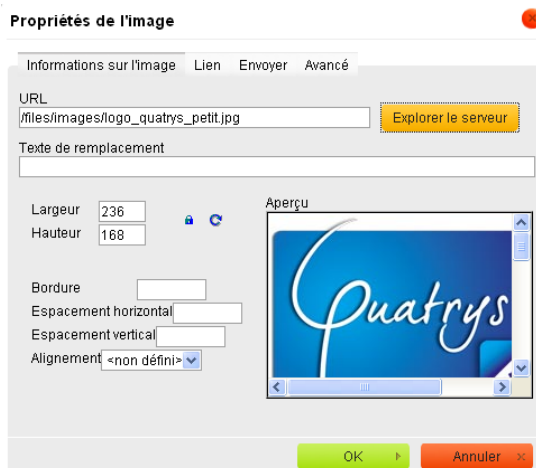 Propriétés de l'image
Informations sur l'image Lien Envoyer Avancé
URL
/files/images/logo_quatrys_petit.jpg Explorer le serveur
Texte de remplacement
Largeur 236
Hauteur 168
Aperçu
Quatrys
Bordure
Espacement horizontal
Espacement vertical
Alignement <non défini>
OK Annuler